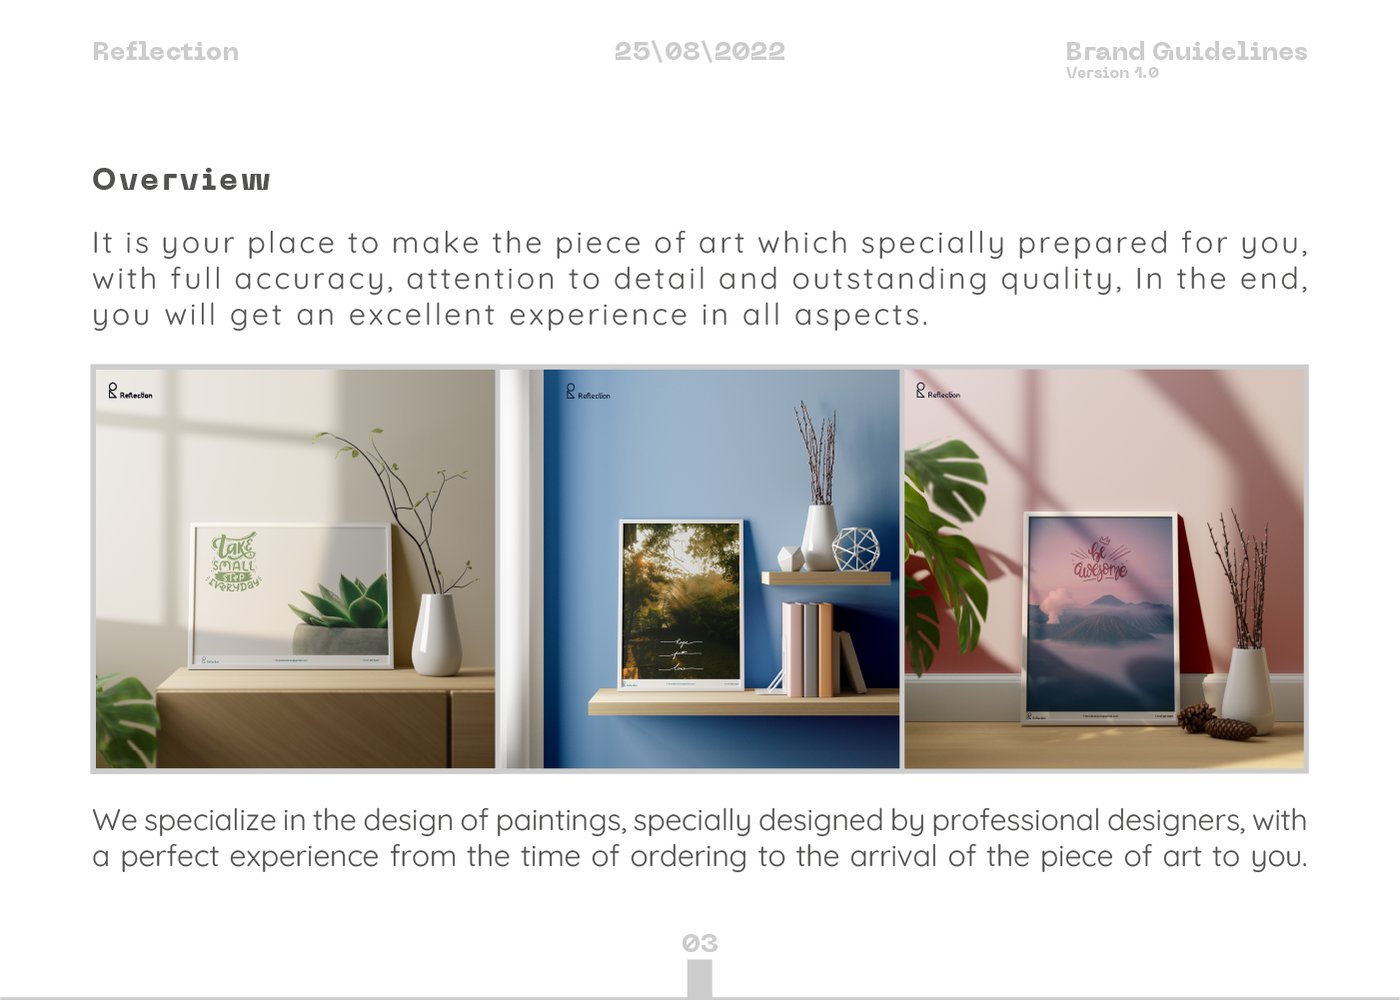 Reflection
25\08\2022
Brand Guidelines
Version 1.0
Overview
It is your place to make the piece of art which specially prepared for you,
with full accuracy, attention to detail and outstanding quality, In the end,
you will get an excellent experience in all aspects.
Reflection
Take
SMALL
STEP
EVERYDAY
Reflection
Reflection
hope
love
Reflection
be
awesome
Reflection
We specialize in the design of paintings, specially designed by professional designers, with
a perfect experience from the time of ordering to the arrival of the piece of art to you.
03